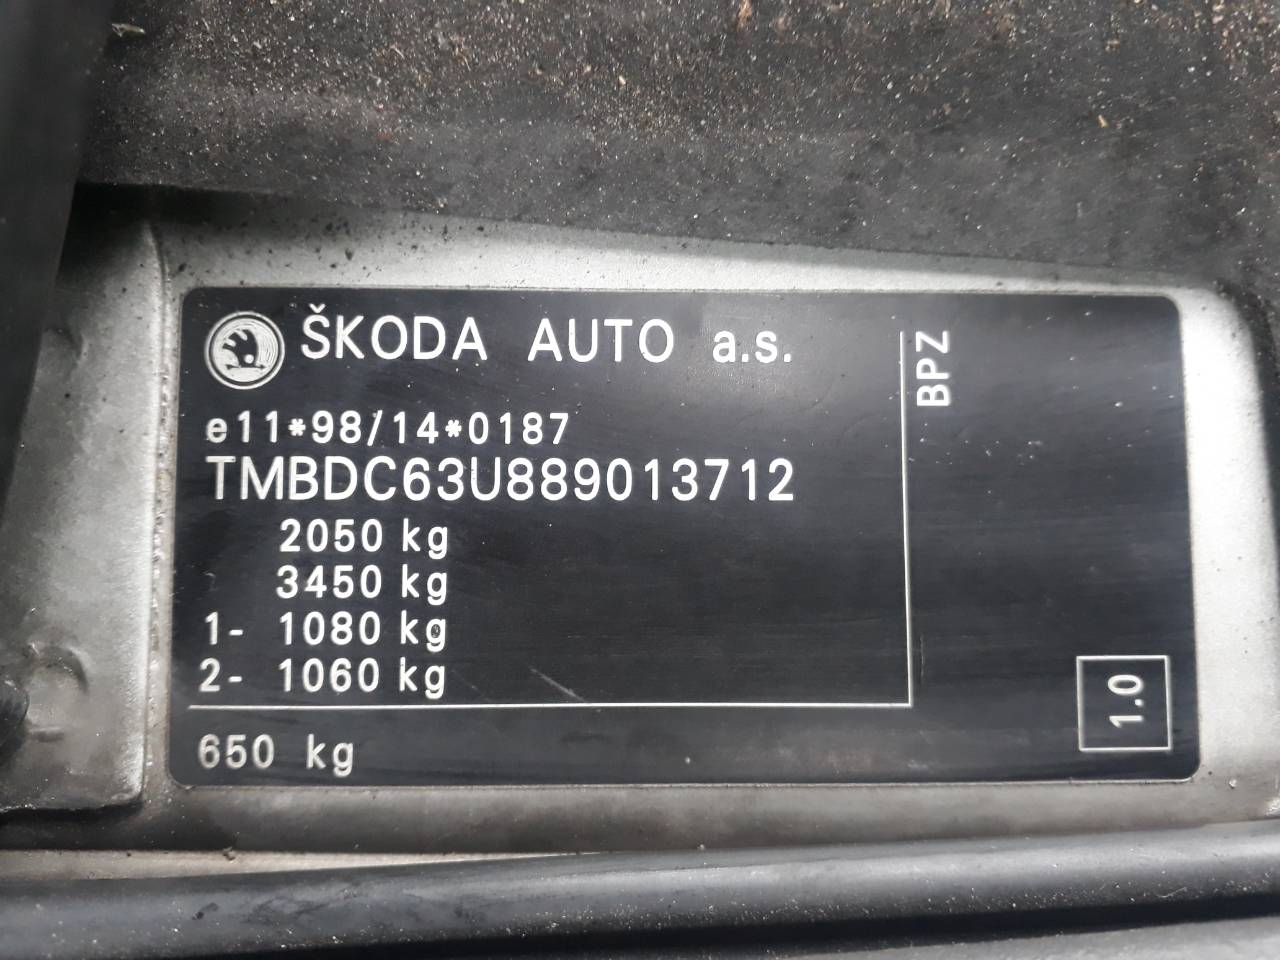 ŠKODA AUTO a.s.
e11*98/14*0187
TMBDC63U889013712
2050 kg
3450 kg
1- 1080 kg
2- 1060 kg
650 kg
BPZ
1.0